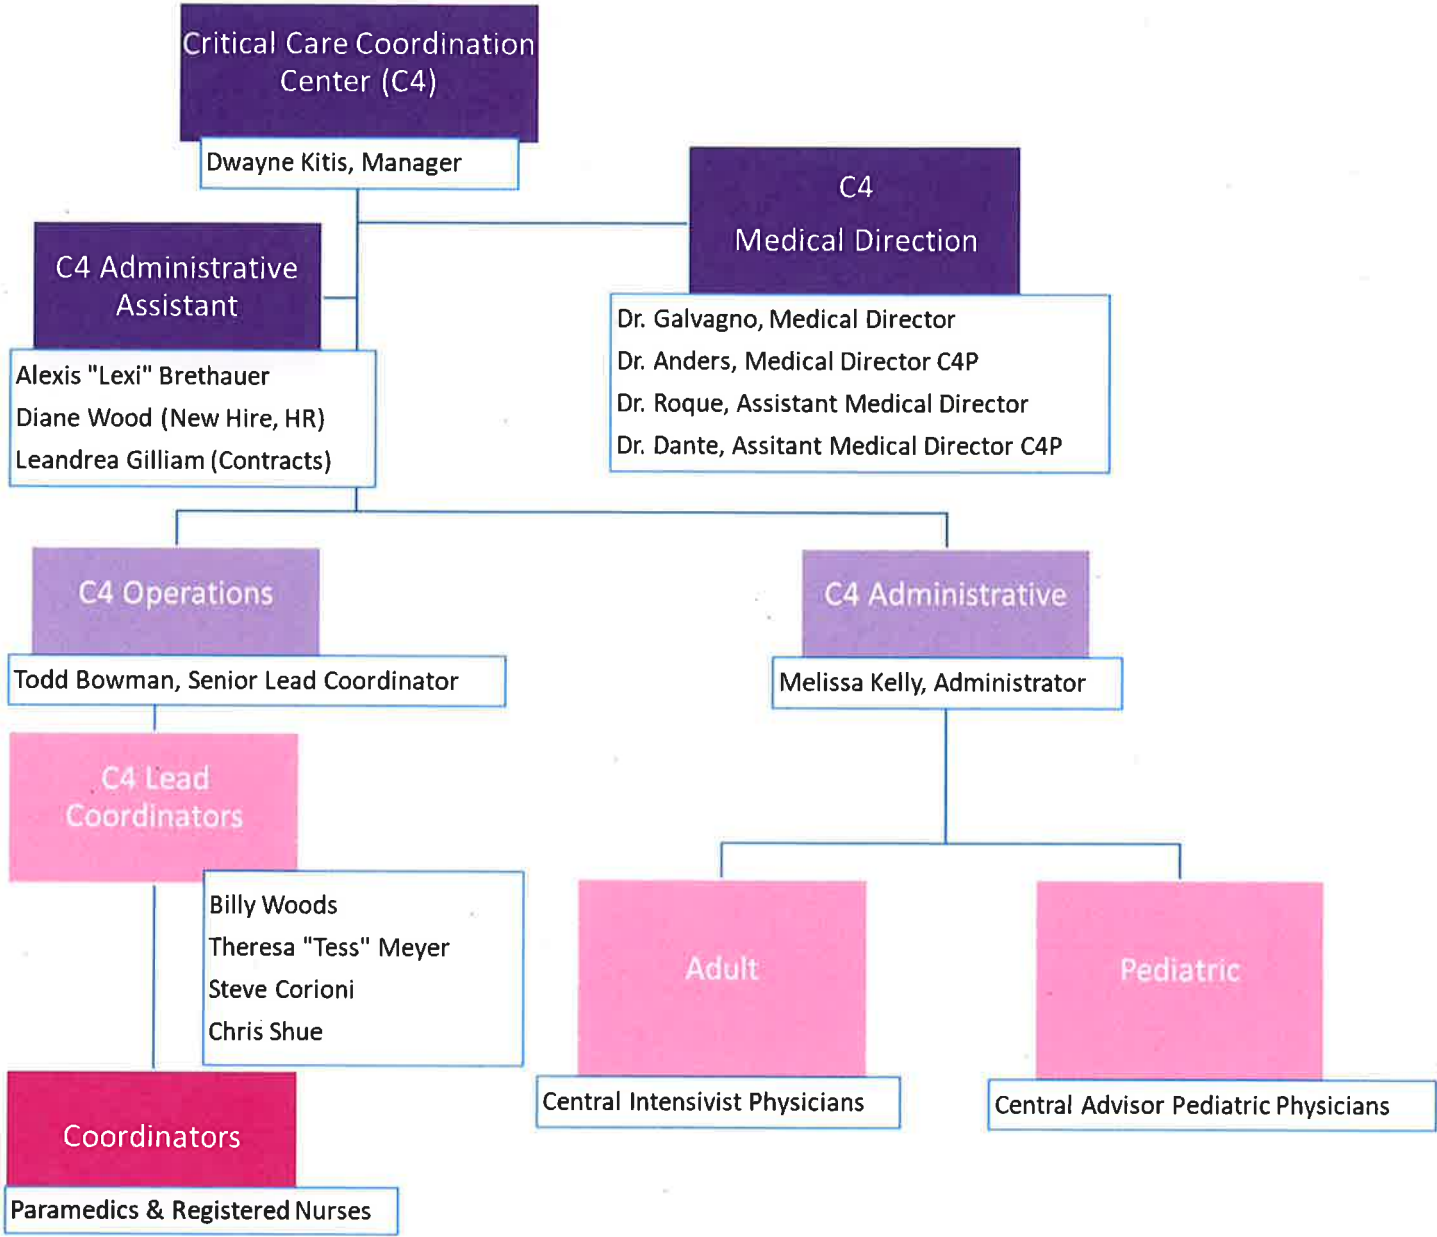 Critical Care Coordination
Center (C4)
Dwayne Kitis, Manager
C4
Medical Direction
Dr. Galvagno, Medical Director
Dr. Anders, Medical Director C4P
Dr. Roque, Assistant Medical Director
Dr. Dante, Assitant Medical Director C4P
C4 Administrative
Assistant
Alexis "Lexi" Brethauer
Diane Wood (New Hire, HR)
Leandrea Gilliam (Contracts)
C4 Operations
Todd Bowman, Senior Lead Coordinator
C4 Administrative
Melissa Kelly, Administrator
C4 Lead
Coordinators
Billy Woods
Theresa "Tess" Meyer
Steve Corioni
Chris Shue
Adult
Central Intensivist Physicians
Pediatric
Central Advisor Pediatric Physicians
Coordinators
Paramedics & Registered Nurses